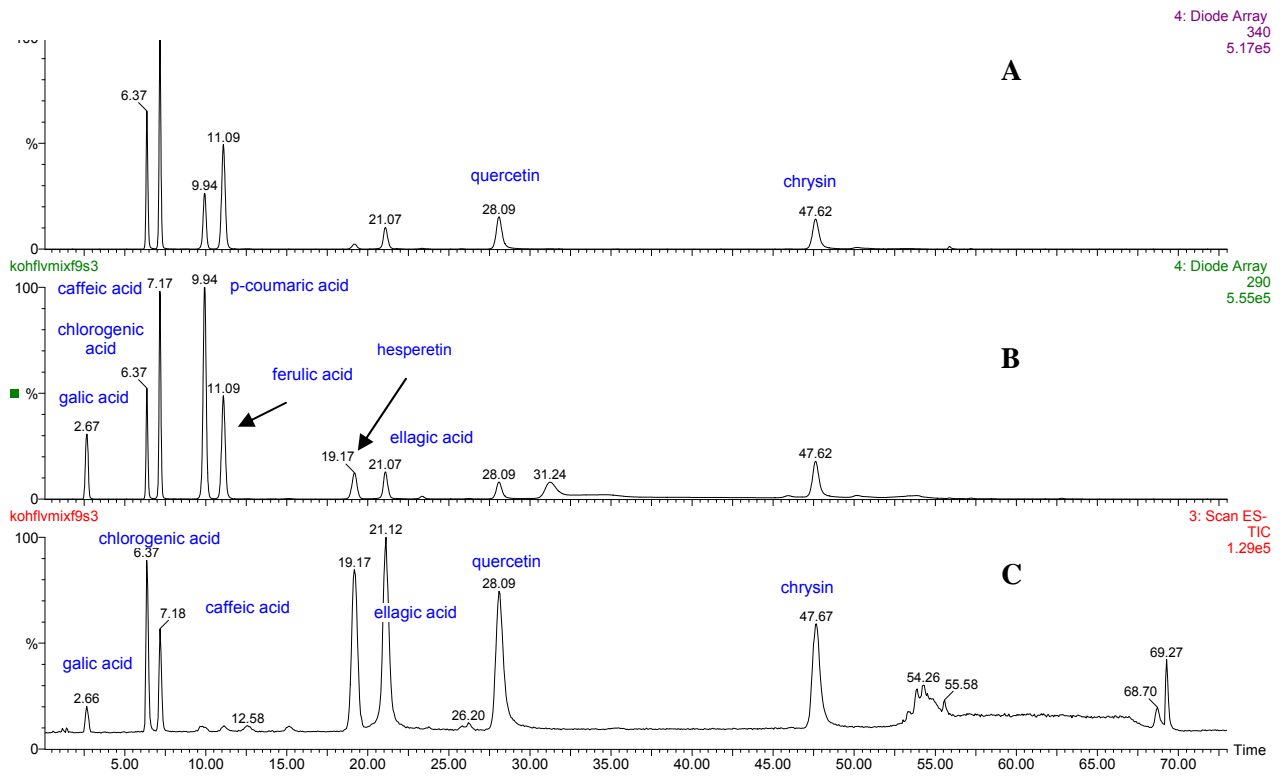 4: Diode Array
340
5.17e5
100
A
6.37
11.09
%
9.94
quercetin
chrysin
21.07
28.09
47.62
0
kohflvmixf9s3
4: Diode Array
290
5.55e5
100
caffeic acid
7.17
9.94
p-coumaric acid
chlorogenic
acid
hesperetin
B
6.37
ferulic acid
%
11.09
galic acid
2.67
ellagic acid
19.17
21.07
28.09
31.24
47.62
0
kohflvmixf9s3
3: Scan ES-
TIC
1.29e5
100
chlorogenic acid
6.37
21.12
19.17
quercetin
28.09
C
chrysin
47.67
7.18
caffeic acid
ellagic acid
%
galic acid
2.66
12.58
26.20
54.26
55.58
68.70
69.27
0
Time
5.00 10.00 15.00 20.00 25.00 30.00 35.00 40.00 45.00 50.00 55.00 60.00 65.00 70.00